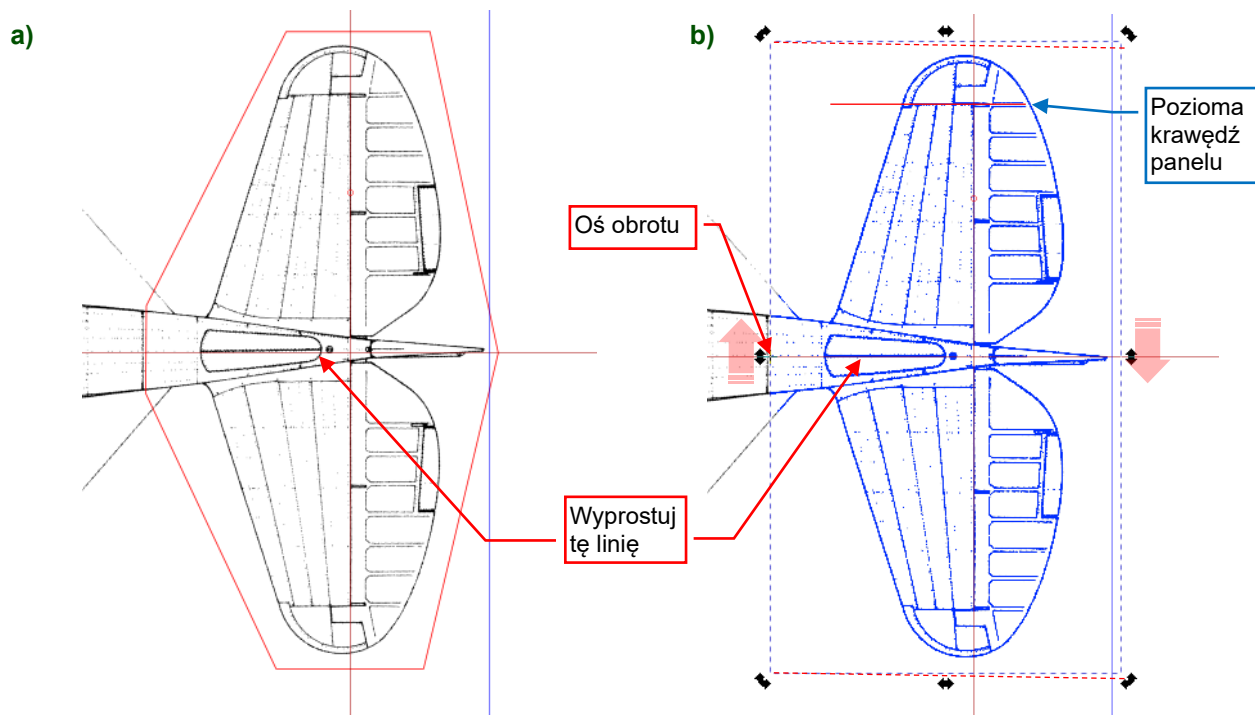 a)
b)
Pozioma
krawędź
panelu
Oś obrotu
Wyprostuj
tę linię